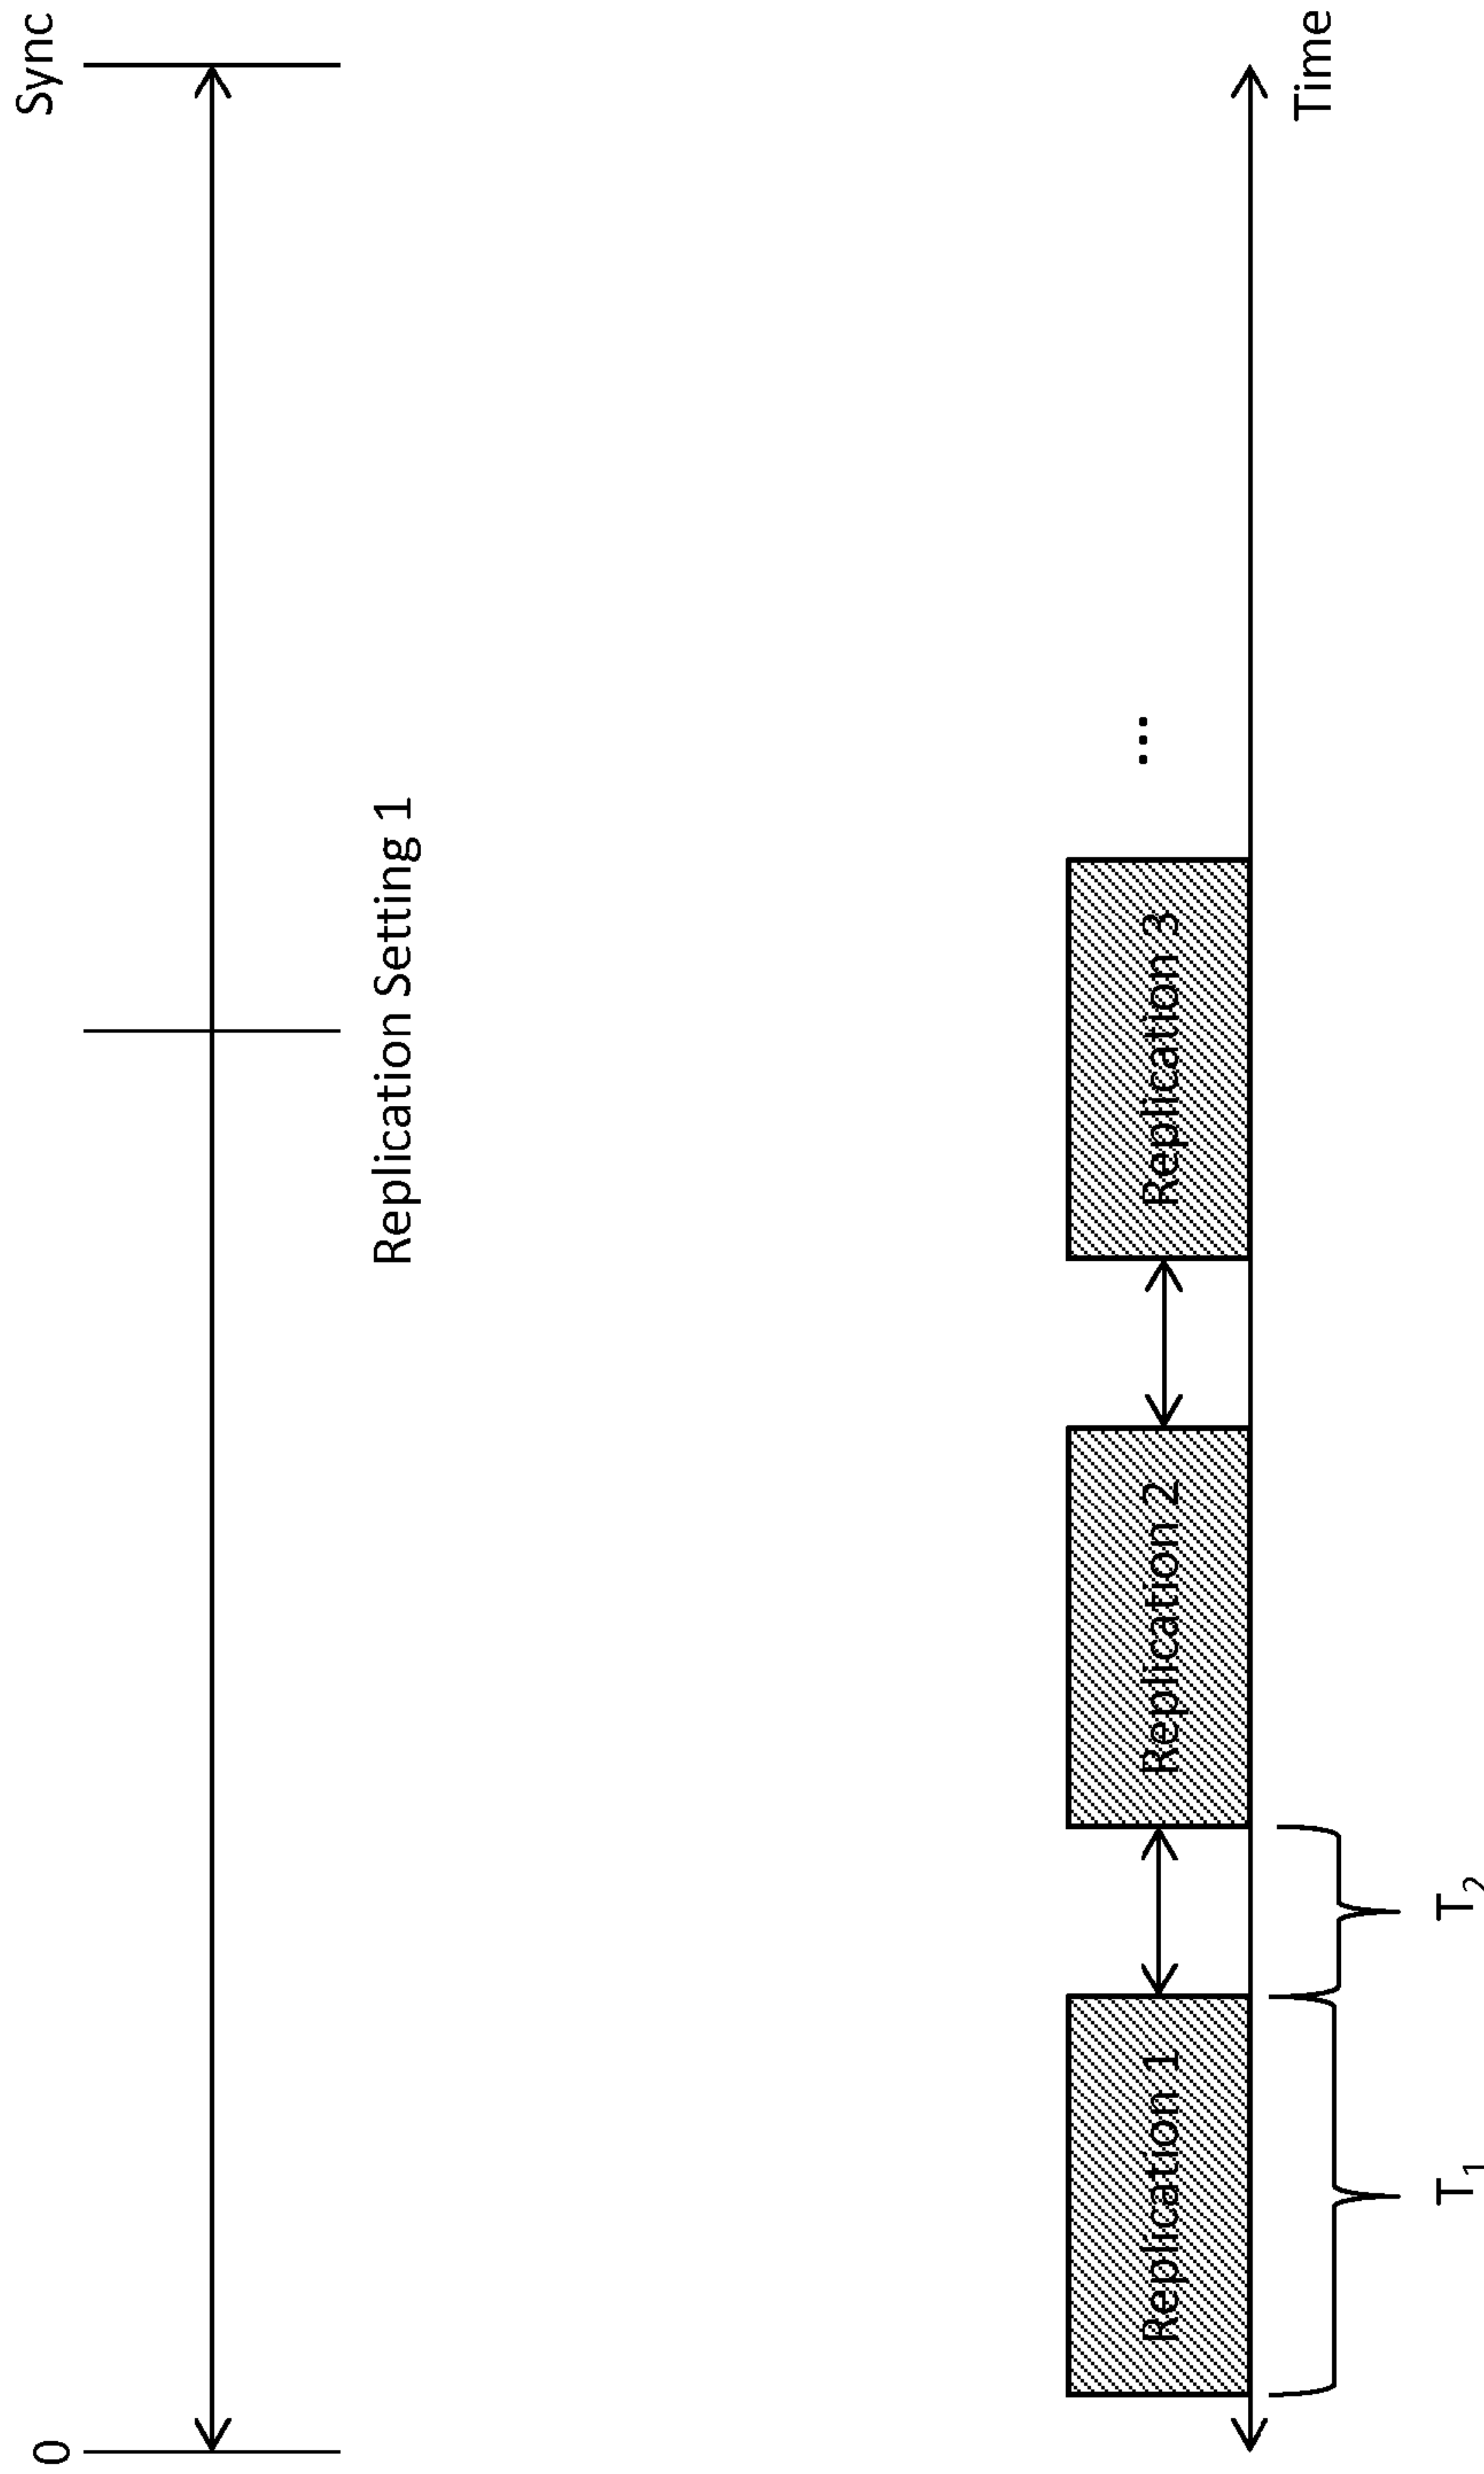 0
Sync
Replication Setting 1
Replication 1
Replication 2
Replication 3
...
Time
T1
T2